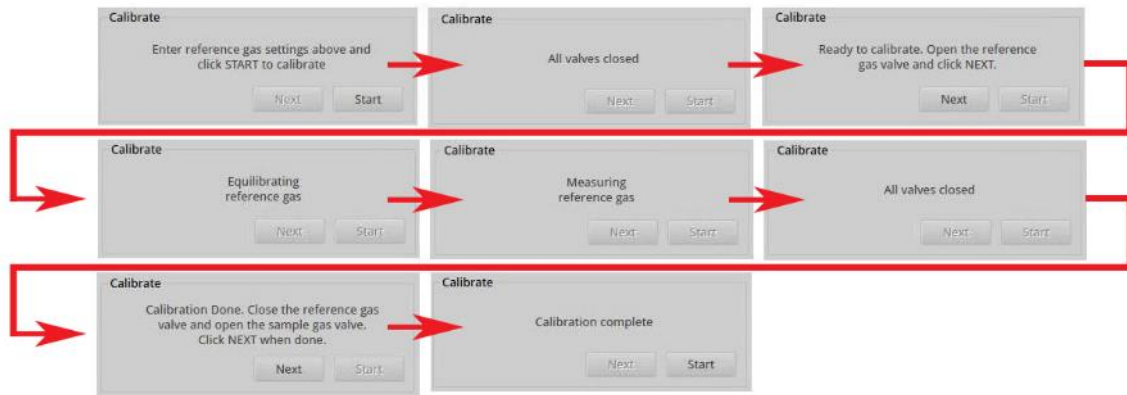 Calibrate
Enter reference gas settings above and
click START to calibrate
Next
Start
Calibrate
All valves closed
Next
Start
Calibrate
Ready to calibrate. Open the reference
gas valve and click NEXT.
Next
Start
Calibrate
Equilibrating
reference gas
Next
Start
Calibrate
Measuring
reference gas
Next
Start
Calibrate
All valves closed
Next
Start
Calibrate
Calibration Done. Close the reference gas
valve and open the sample gas valve.
Click NEXT when done.
Next
Start
Calibrate
Calibration complete
Next
Start